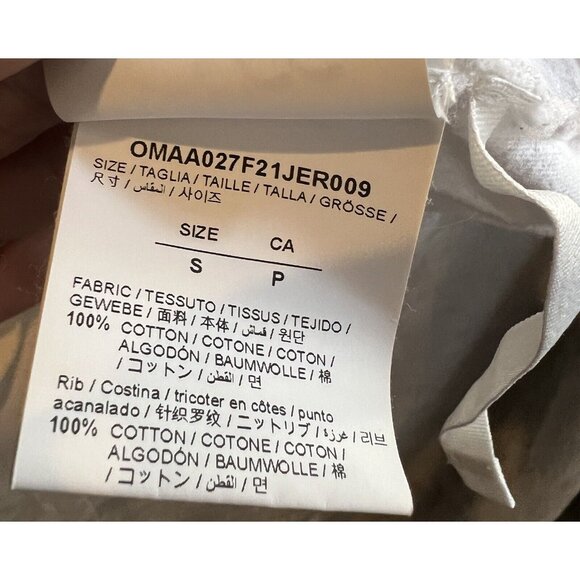 OMAA027F21JER009
SIZE / TAGLIA / TAILLE / TALLA / GRÖSSE /
尺寸 / المقاس / 사이즈
SIZE CA
S P
FABRIC / TESSUTO / TISSUS / TEJIDO /
GEWEBE / 面料 / 本体 / قماش / 원단
100% COTTON / COTONE / COTON /
ALGODÓN / BAUMWOLLE / 棉
/ コットン / القطن / 면
Rib / Costina / tricoter en côtes / punto
acanalado / 针织罗纹 / ニットリブ / غرزة / 리브
100% COTTON / COTONE / COTON /
ALGODÓN / BAUMWOLLE / 棉
/ コットン / القطن / 면